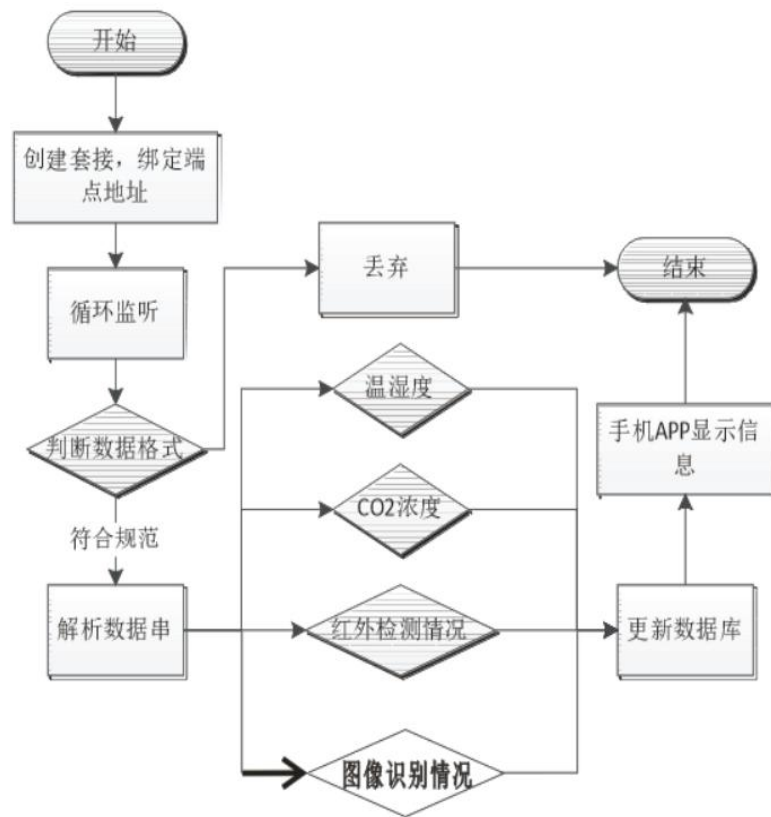 开始
创建套接，绑定端
点地址
循环监听
丢弃
结束
判断数据格式
温湿度
手机APP显示信
息
CO2浓度
符合规范
解析数据串
红外检测情况
更新数据库
图像识别情况